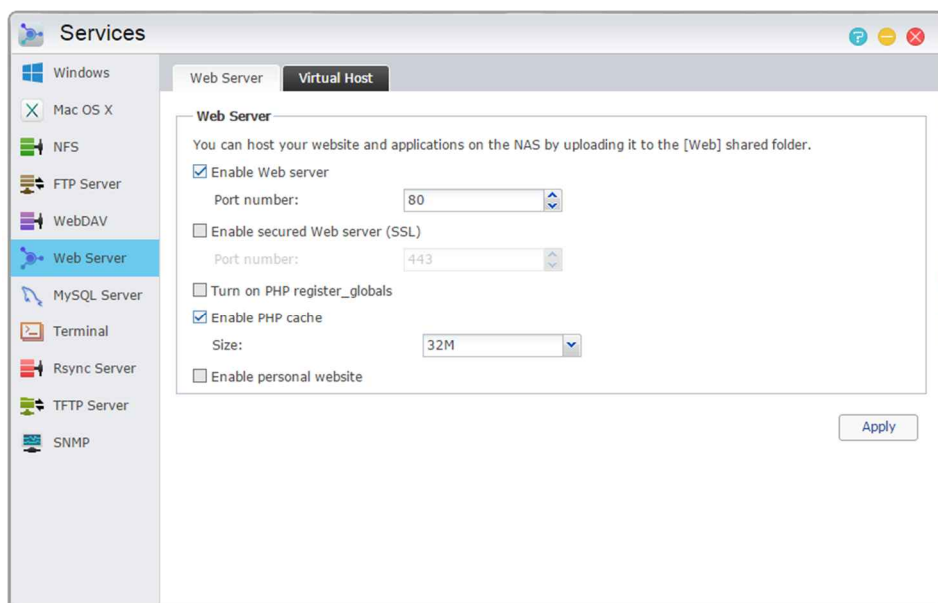 Services
Windows
Mac OS X
NFS
FTP Server
WebDAV
Web Server
MySQL Server
Terminal
Rsync Server
TFTP Server
SNMP
Web Server
Virtual Host
Web Server
You can host your website and applications on the NAS by uploading it to the [Web] shared folder.
Enable Web server
Port number: 80
Enable secured Web server (SSL)
Port number: 443
Turn on PHP register_globals
Enable PHP cache
Size: 32M
Enable personal website
Apply